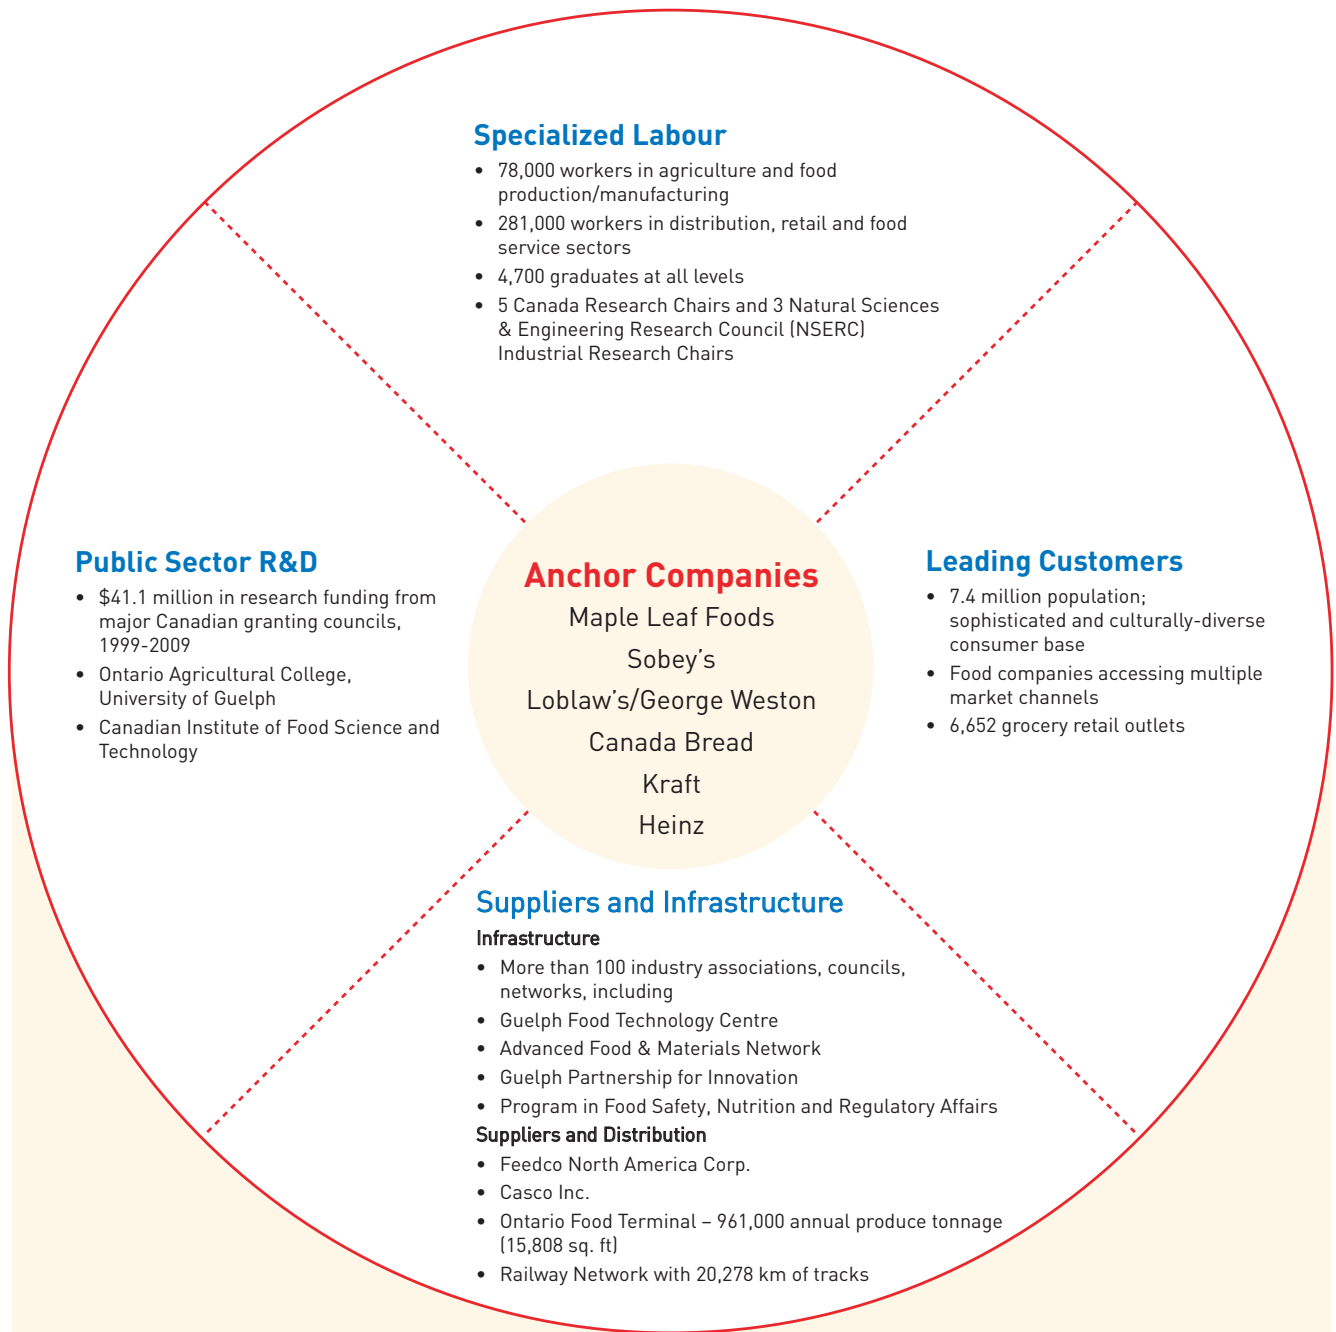 Specialized Labour
• 78,000 workers in agriculture and food
production/manufacturing
• 281,000 workers in distribution, retail and food
service sectors
• 4,700 graduates at all levels
• 5 Canada Research Chairs and 3 Natural Sciences
& Engineering Research Council (NSERC)
Industrial Research Chairs
Public Sector R&D
• $41.1 million in research funding from
major Canadian granting councils,
1999-2009
• Ontario Agricultural College,
University of Guelph
• Canadian Institute of Food Science and
Technology
Anchor Companies
Maple Leaf Foods
Sobey's
Loblaw's/George Weston
Canada Bread
Kraft
Heinz
Leading Customers
• 7.4 million population;
sophisticated and culturally-diverse
consumer base
• Food companies accessing multiple
market channels
• 6,652 grocery retail outlets
Suppliers and Infrastructure
Infrastructure
• More than 100 industry associations, councils,
networks, including
• Guelph Food Technology Centre
• Advanced Food & Materials Network
• Guelph Partnership for Innovation
• Program in Food Safety, Nutrition and Regulatory Affairs
Suppliers and Distribution
• Feedco North America Corp.
• Casco Inc.
• Ontario Food Terminal – 961,000 annual produce tonnage
(15,808 sq. ft)
• Railway Network with 20,278 km of tracks